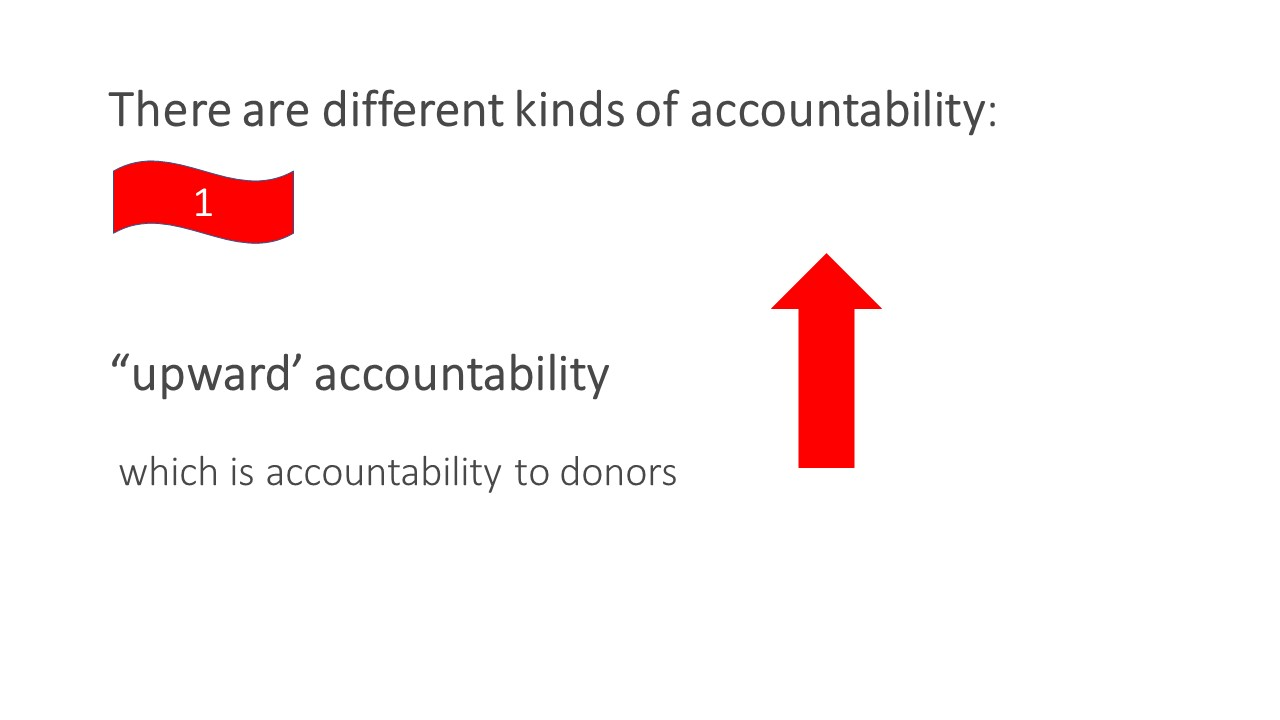 There are different kinds of accountability:
1
“upward’ accountability
which is accountability to donors